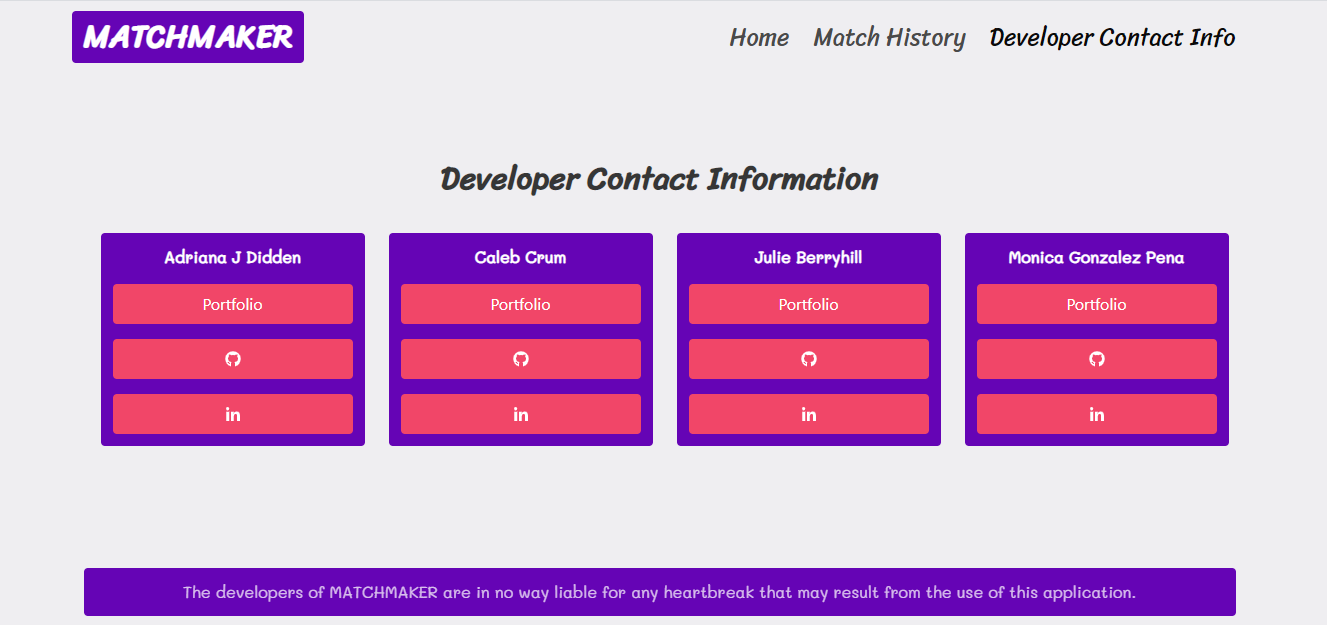 MATCHMAKER
Home Match History Developer Contact Info
Developer Contact Information
Adriana J Didden
Portfolio
in
Caleb Crum
Portfolio
in
Julie Berryhill
Portfolio
in
Monica Gonzalez Pena
Portfolio
in
The developers of MATCHMAKER are in no way liable for any heartbreak that may result from the use of this application.